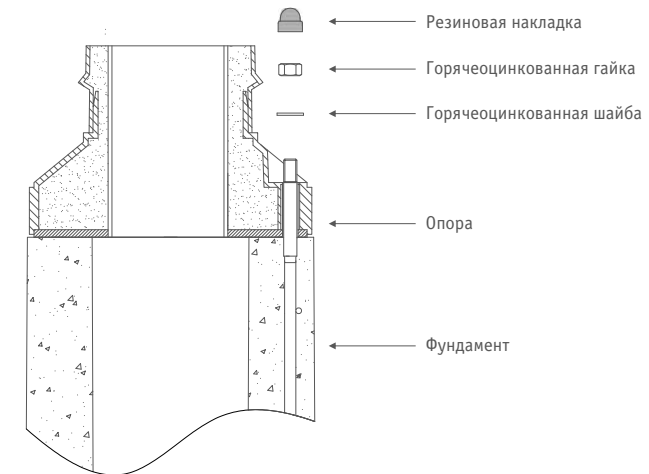 Резиновая накладка
Горячеоцинкованная гайка
Горячеоцинкованная шайба
Опора
Фундамент